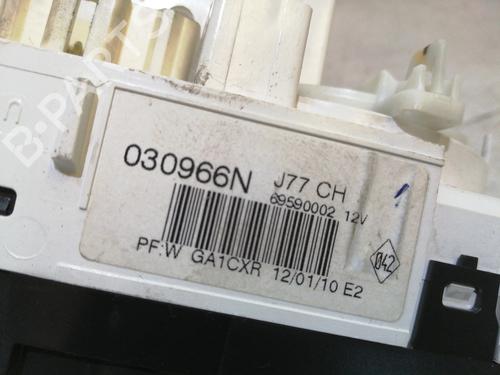 030966N J77 CH
69590002 12V
PF:W GA1CXR 12/01/10 E2
042
B-PARTS